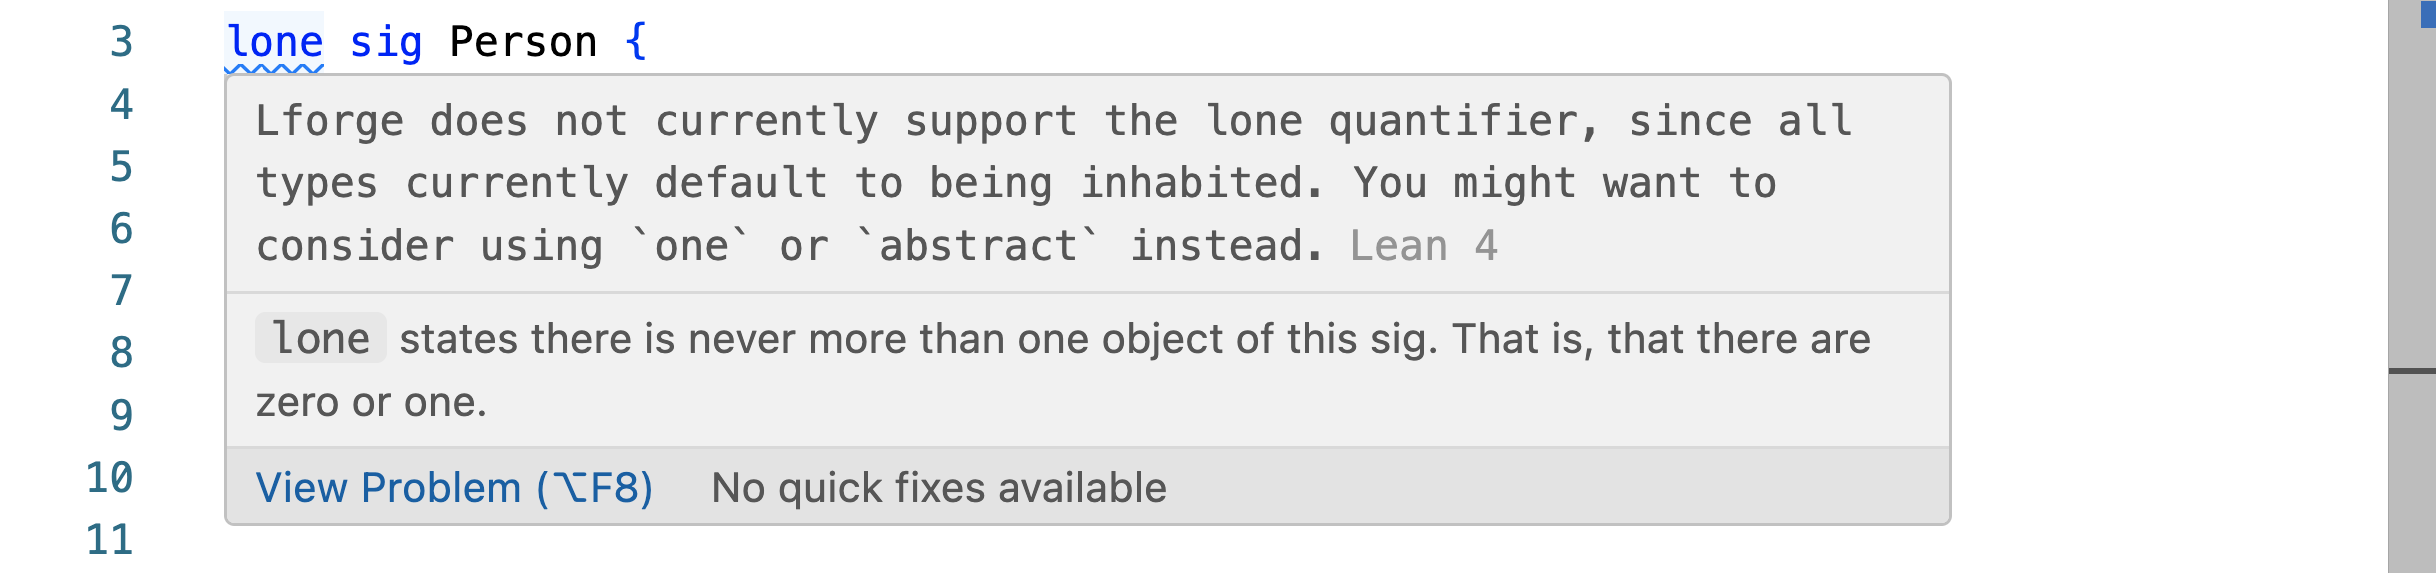 3 lone sig Person {
4 Lforge does not currently support the lone quantifier, since all
5 types currently default to being inhabited. You might want to
6 consider using `one` or `abstract` instead. Lean 4
7
8 lone states there is never more than one object of this sig. That is, that there are
9 zero or one.
10 View Problem (⌥F8) No quick fixes available
11